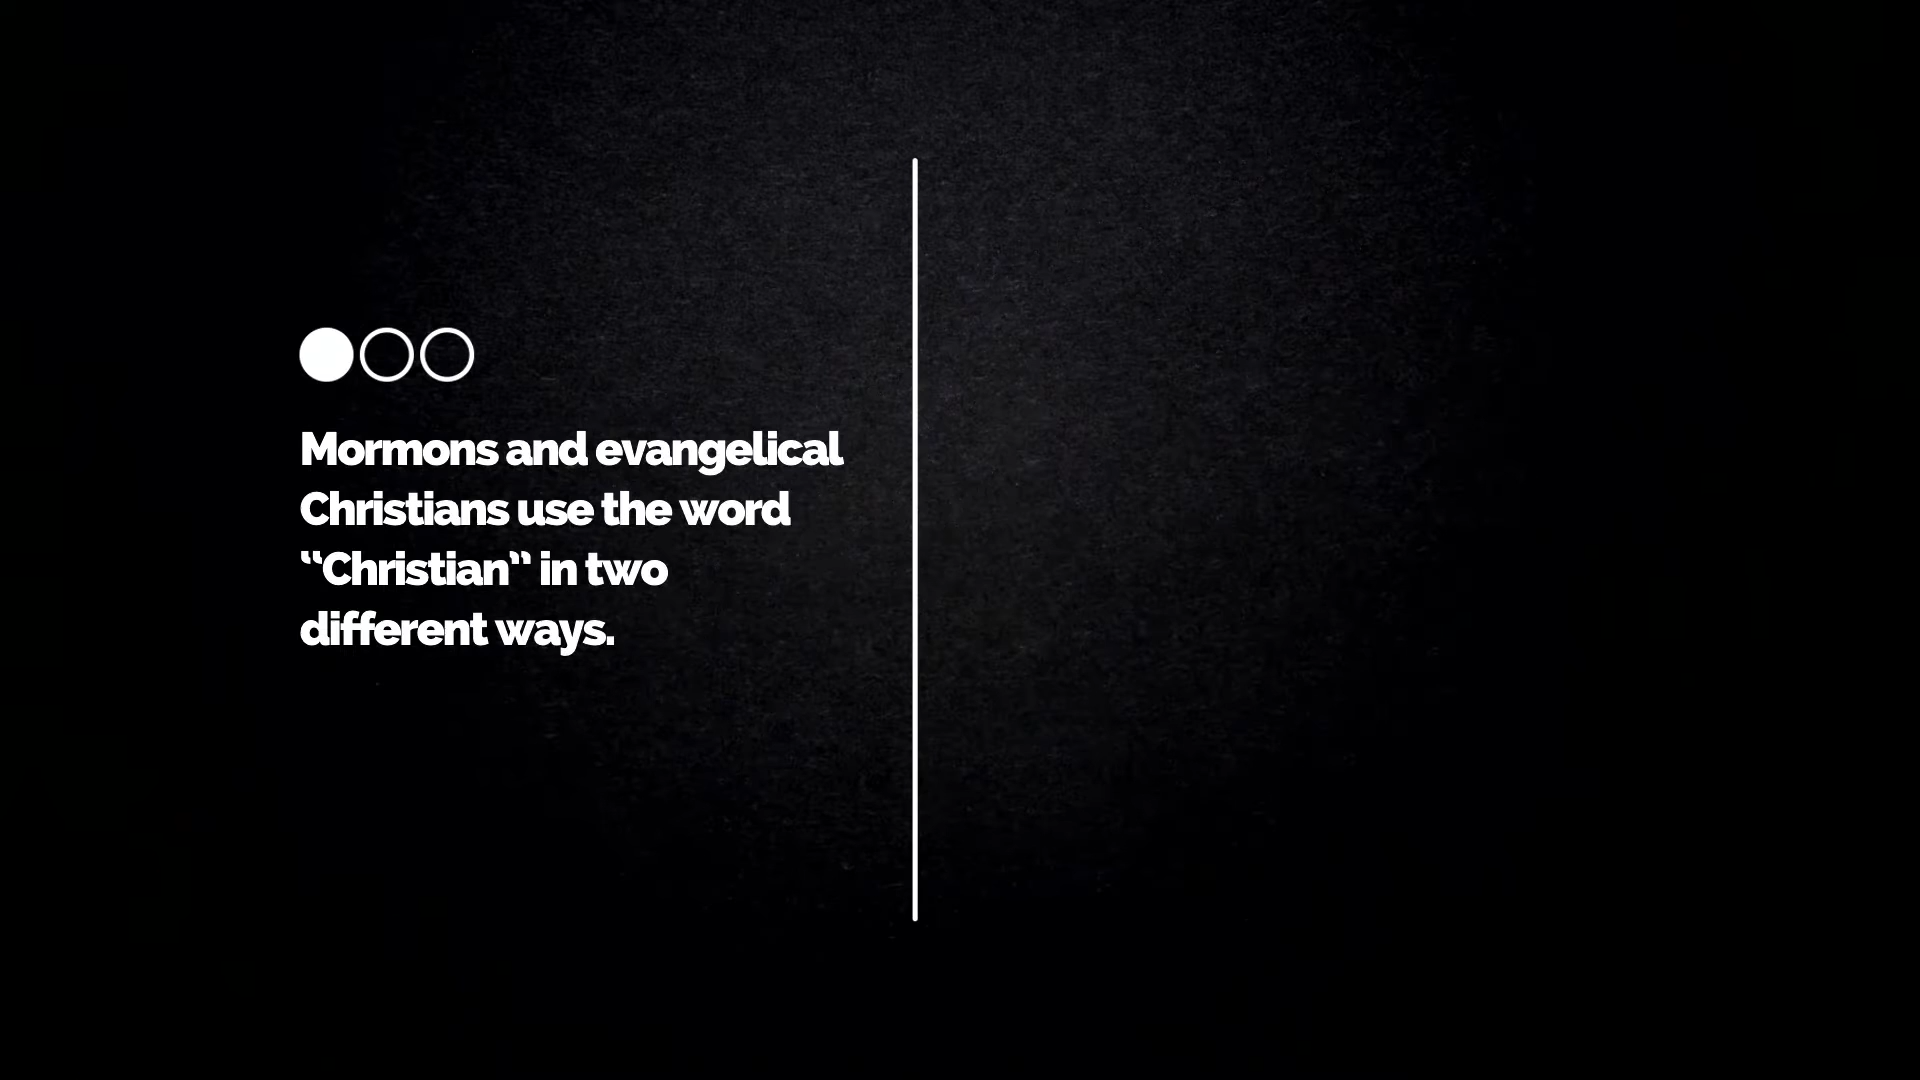 Mormons and evangelical
Christians use the word
“Christian” in two
different ways.